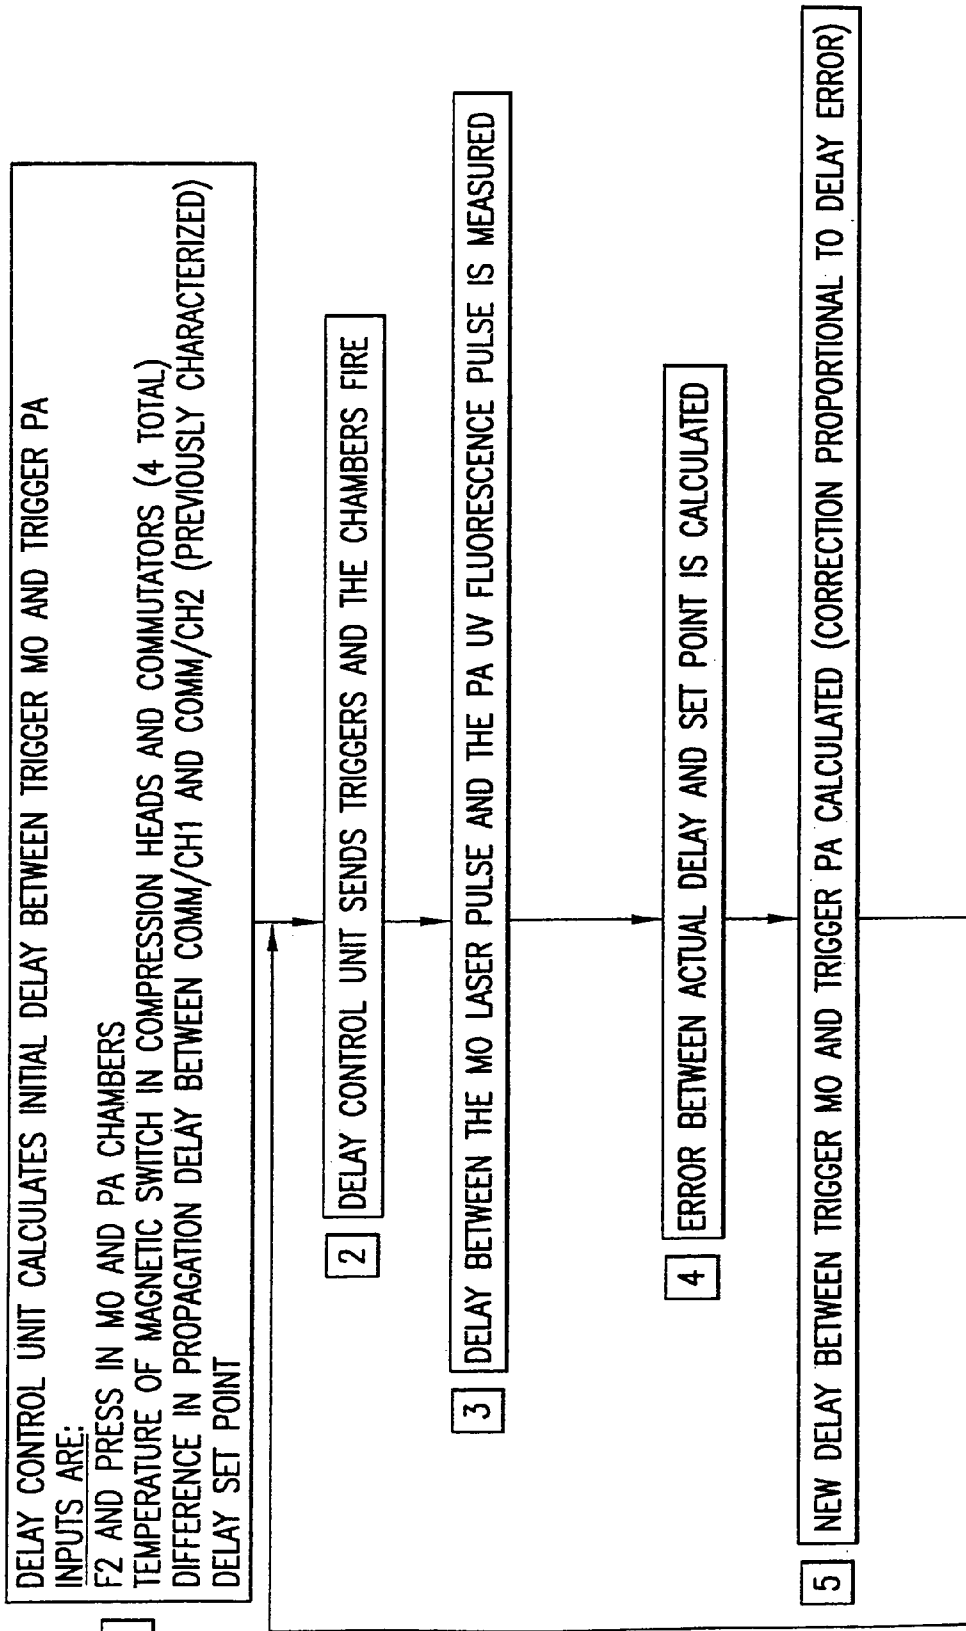 DELAY CONTROL UNIT CALCULATES INITIAL DELAY BETWEEN TRIGGER MO AND TRIGGER PA
INPUTS ARE:
F2 AND PRESS IN MO AND PA CHAMBERS
TEMPERATURE OF MAGNETIC SWITCH IN COMPRESSION HEADS AND COMMUTATORS (4 TOTAL)
DIFFERENCE IN PROPAGATION DELAY BETWEEN COMM/CH1 AND COMM/CH2 (PREVIOUSLY CHARACTERIZED)
DELAY SET POINT
2 DELAY CONTROL UNIT SENDS TRIGGERS AND THE CHAMBERS FIRE
3 DELAY BETWEEN THE MO LASER PULSE AND THE PA UV FLUORESCENCE PULSE IS MEASURED
4 ERROR BETWEEN ACTUAL DELAY AND SET POINT IS CALCULATED
5 NEW DELAY BETWEEN TRIGGER MO AND TRIGGER PA CALCULATED (CORRECTION PROPORTIONAL TO DELAY ERROR)